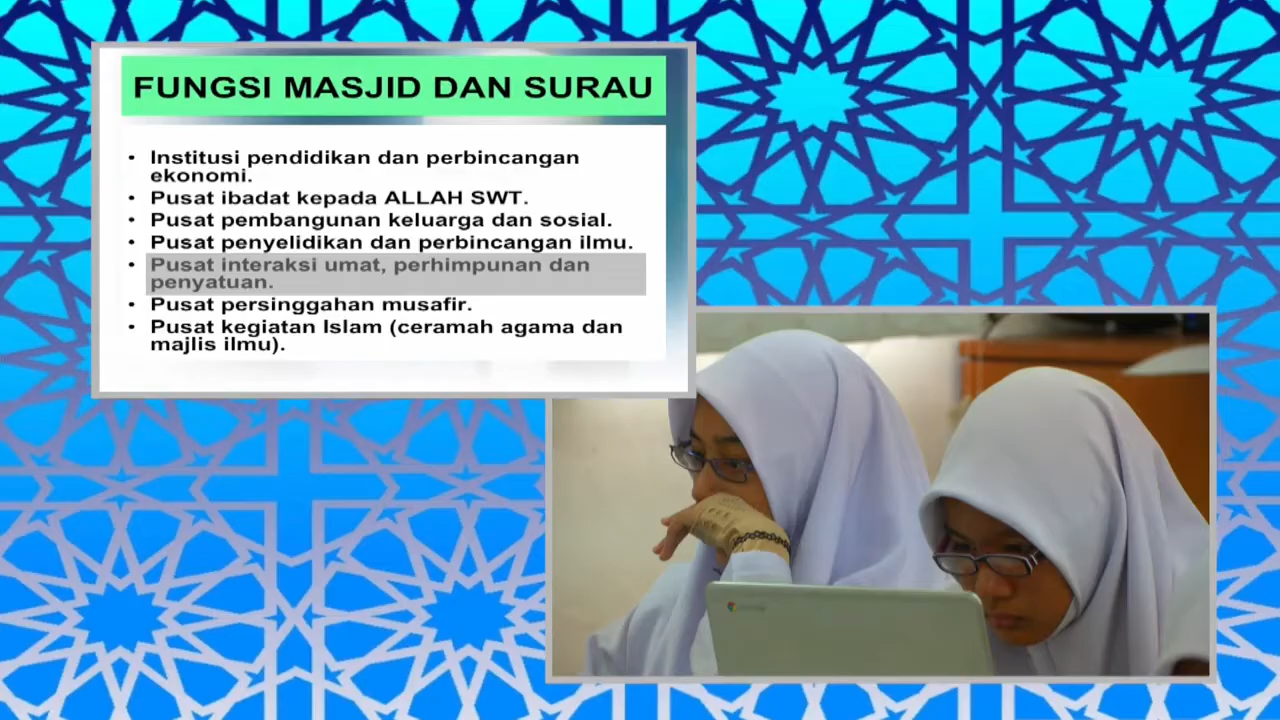 FUNGSI MASJID DAN SURAU
• Institusi pendidikan dan perbincangan
ekonomi.
• Pusat ibadat kepada ALLAH SWT.
• Pusat pembangunan keluarga dan sosial.
• Pusat penyelidikan dan perbincangan ilmu.
• Pusat interaksi umat, perhimpunan dan
penyatuan.
• Pusat persinggahan musafir.
• Pusat kegiatan Islam (ceramah agama dan
majlis ilmu).